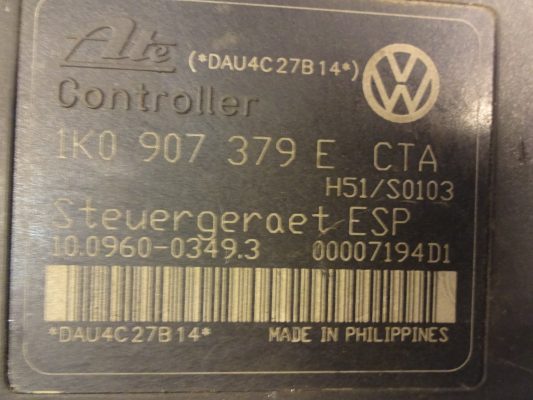 Ate (*DAU4C27B14*)
Controller
1K0 907 379 E CTA
H51/S0103
Steuergeraet ESP
10.0960-0349.3 00007194D1
*DAU4C27B14* MADE IN PHILIPPINES